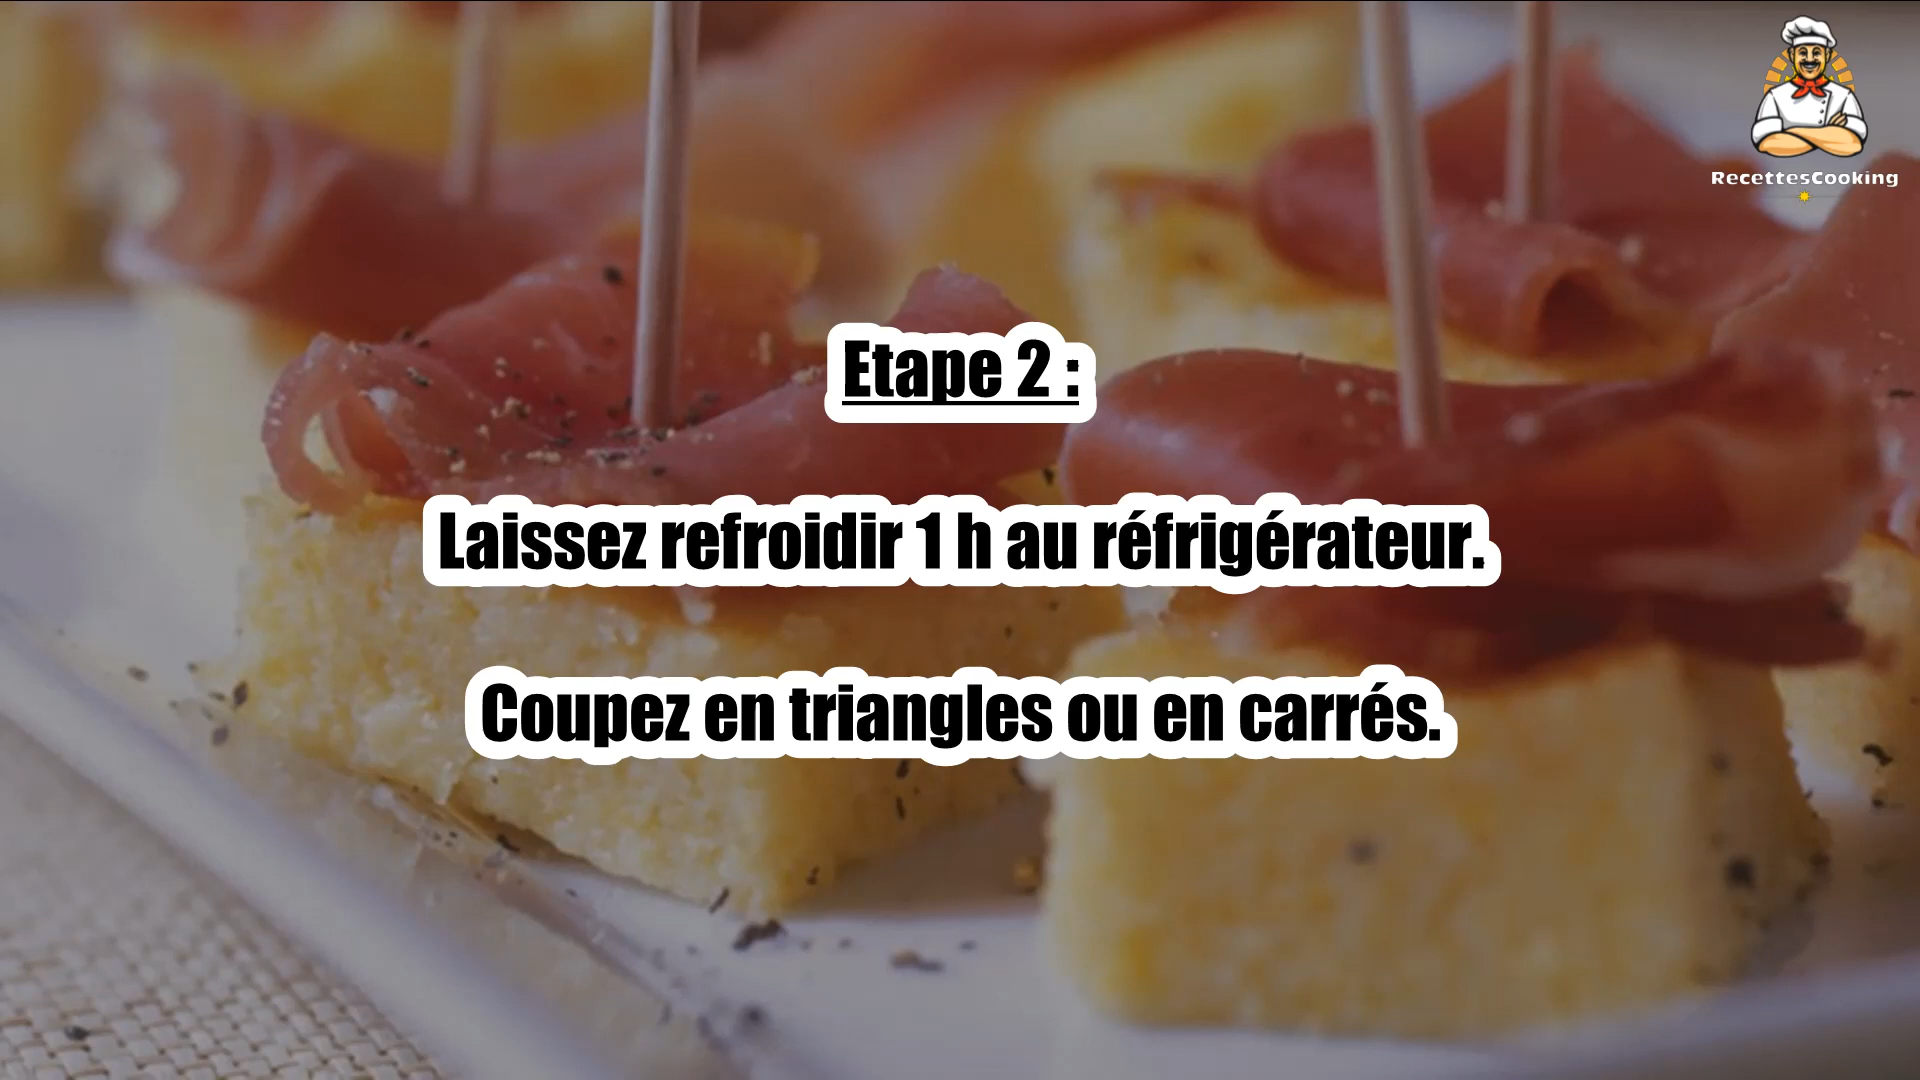 RecettesCooking
Etape 2 :
Laissez refroidir 1 h au réfrigérateur.
Coupez en triangles ou en carrés.